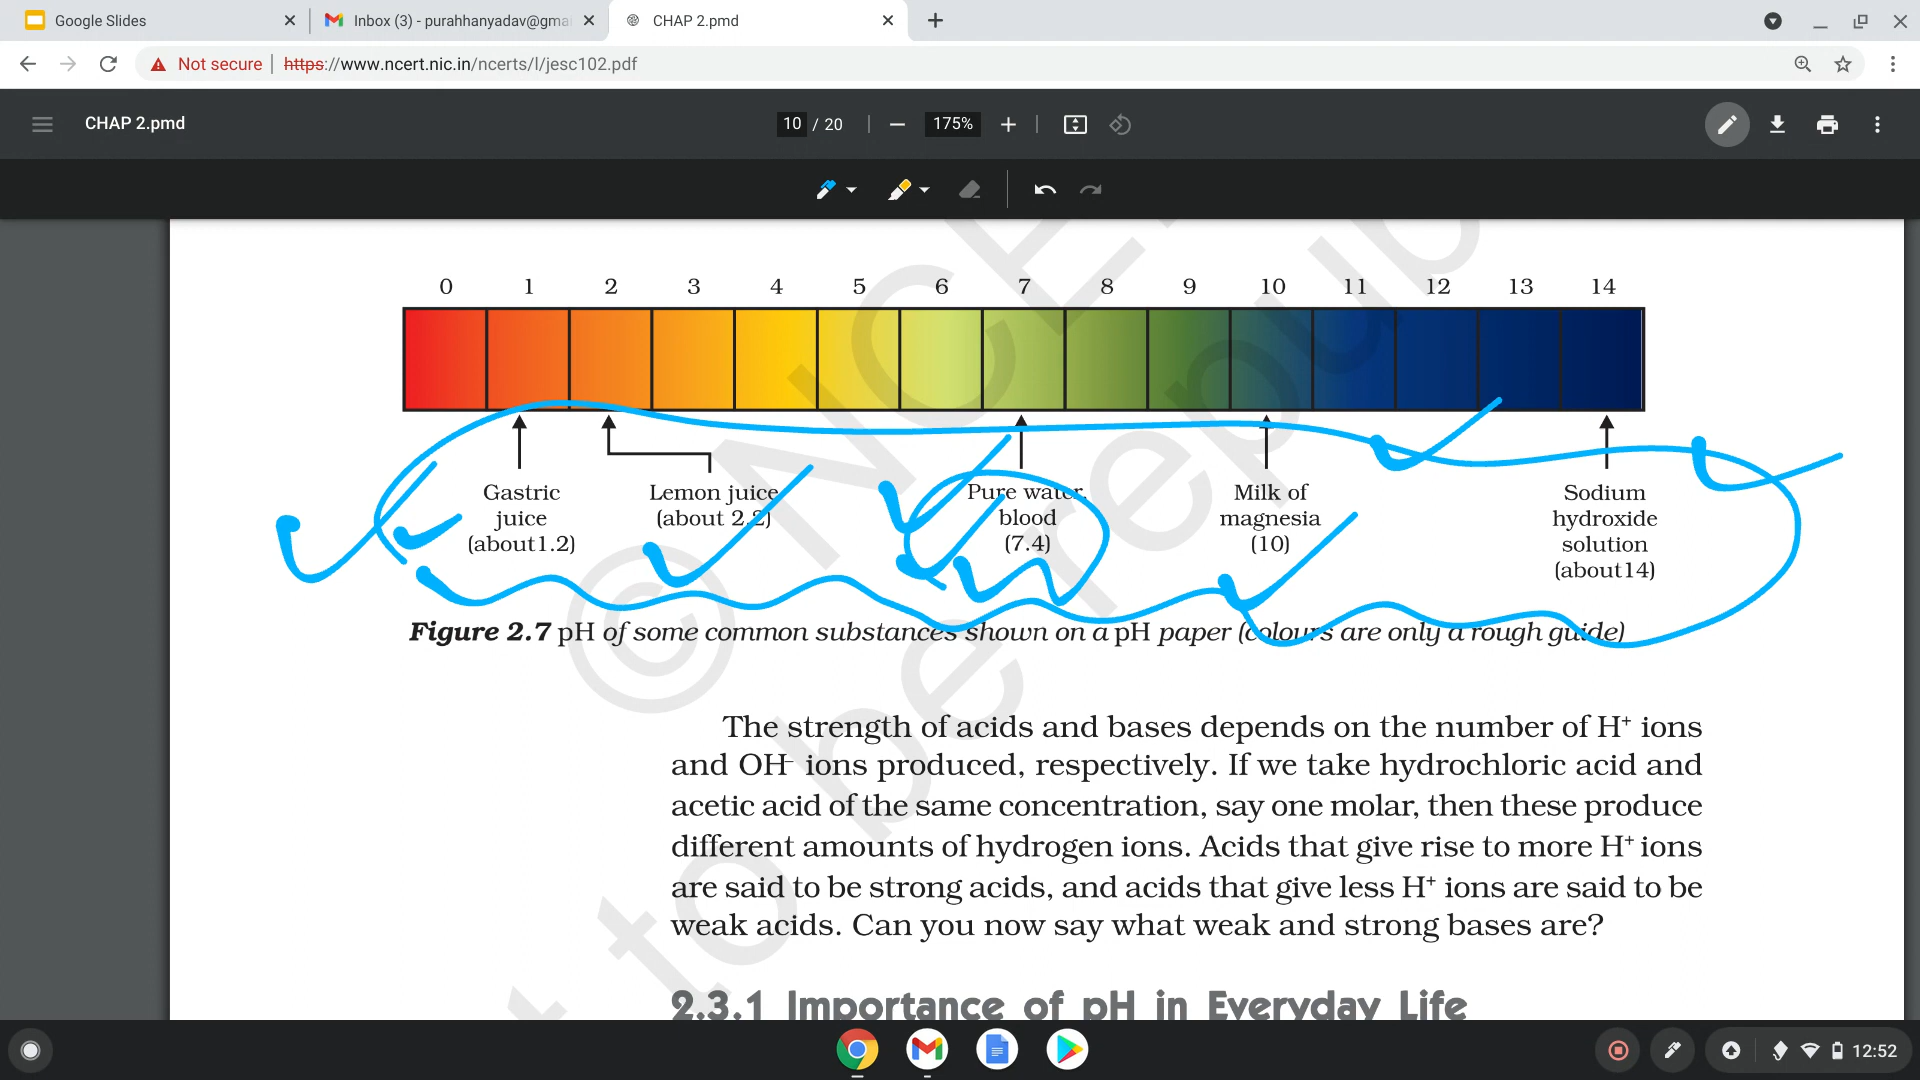 Google Slides
Inbox (3) - purahhanyadav@gma
CHAP 2.pmd
Not secure
https://www.ncert.nic.in/ncerts/l/jesc102.pdf
CHAP 2.pmd
10 / 20
175%
0 1 2 3 4 5 6 7 8 9 10 11 12 13 14
Gastric juice (about1.2)
Lemon juice (about 2.2)
Pure water, blood (7.4)
Milk of magnesia (10)
Sodium hydroxide solution (about14)
Figure 2.7 pH of some common substances shown on a pH paper (colours are only a rough guide)
The strength of acids and bases depends on the number of H+ ions
and OH– ions produced, respectively. If we take hydrochloric acid and
acetic acid of the same concentration, say one molar, then these produce
different amounts of hydrogen ions. Acids that give rise to more H+ ions
are said to be strong acids, and acids that give less H+ ions are said to be
weak acids. Can you now say what weak and strong bases are?
2.3.1 Importance of pH in Everyday Life
12:52